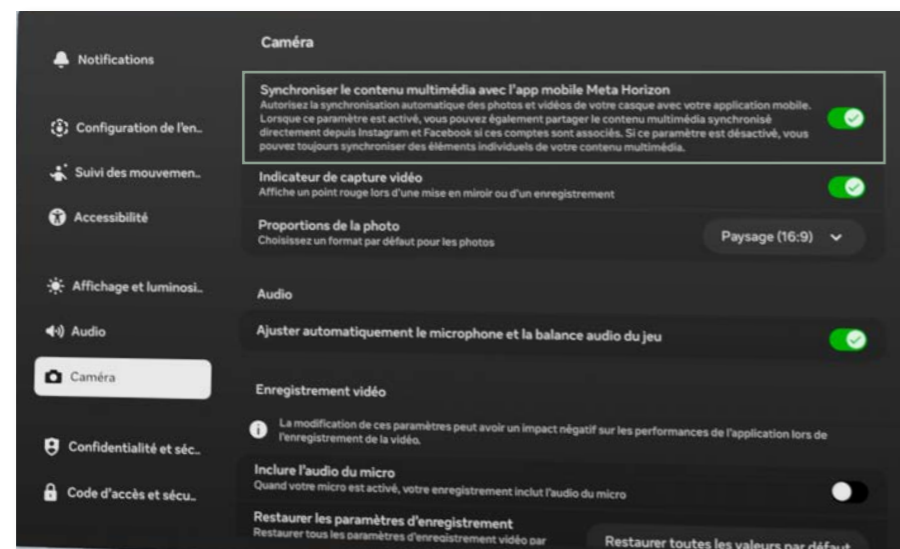 Notifications
Configuration de l'en..
Suivi des mouvemen..
Accessibilité
Affichage et luminosi..
Audio
Caméra
Confidentialité et séc..
Code d'accès et sécu..
Caméra
Synchroniser le contenu multimédia avec l'app mobile Meta Horizon
Autorisez la synchronisation automatique des photos et vidéos de votre casque avec votre application mobile.
Lorsque ce paramètre est activé, vous pouvez également partager le contenu multimédia synchronisé
directement depuis Instagram et Facebook si ces comptes sont associés. Si ce paramètre est désactivé, vous
pouvez toujours synchroniser des éléments individuels de votre contenu multimédia.
Indicateur de capture vidéo
Affiche un point rouge lors d'une mise en miroir ou d'un enregistrement
Proportions de la photo
Choisissez un format par défaut pour les photos
Paysage (16:9)
Audio
Ajuster automatiquement le microphone et la balance audio du jeu
Enregistrement vidéo
La modification de ces paramètres peut avoir un impact négatif sur les performances de l'application lors de
l'enregistrement de la vidéo.
Inclure l'audio du micro
Quand votre micro est activé, votre enregistrement inclut l'audio du micro
Restaurer les paramètres d'enregistrement
Restaurer tous les paramètres d'enregistrement vidéo par
Restaurer toutes les valeurs par défaut